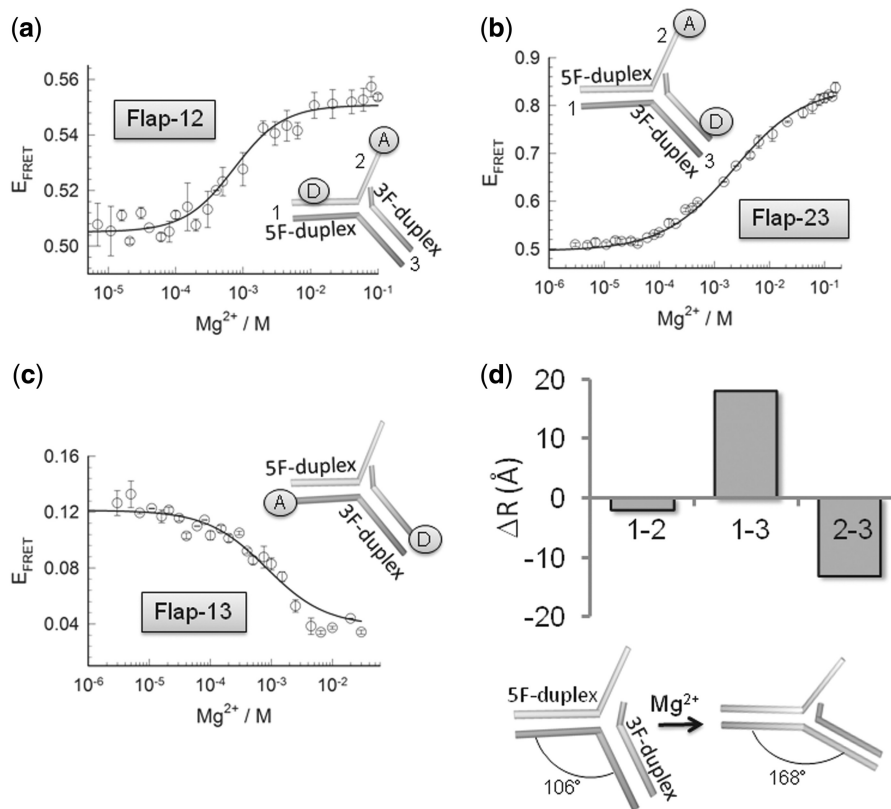 (a)
0.56
0.54
0.52
0.50
E_FRET
Flap-12
D
A
2
1
3
5F-duplex
3F-duplex
10⁻⁵ 10⁻⁴ 10⁻³ 10⁻² 10⁻¹
Mg²⁺ / M
(b)
0.9
0.8
0.7
0.6
0.5
E_FRET
2
A
5F-duplex
1
D
3F-duplex
3
Flap-23
10⁻⁶ 10⁻⁵ 10⁻⁴ 10⁻³ 10⁻² 10⁻¹
Mg²⁺ / M
(c)
0.16
0.12
0.08
0.04
E_FRET
5F-duplex
A
3F-duplex
D
Flap-13
10⁻⁶ 10⁻⁵ 10⁻⁴ 10⁻³ 10⁻²
Mg²⁺ / M
(d)
20
10
0
-10
-20
ΔR (Å)
1-2
1-3
2-3
5F-duplex
3F-duplex
106°
Mg²⁺
168°